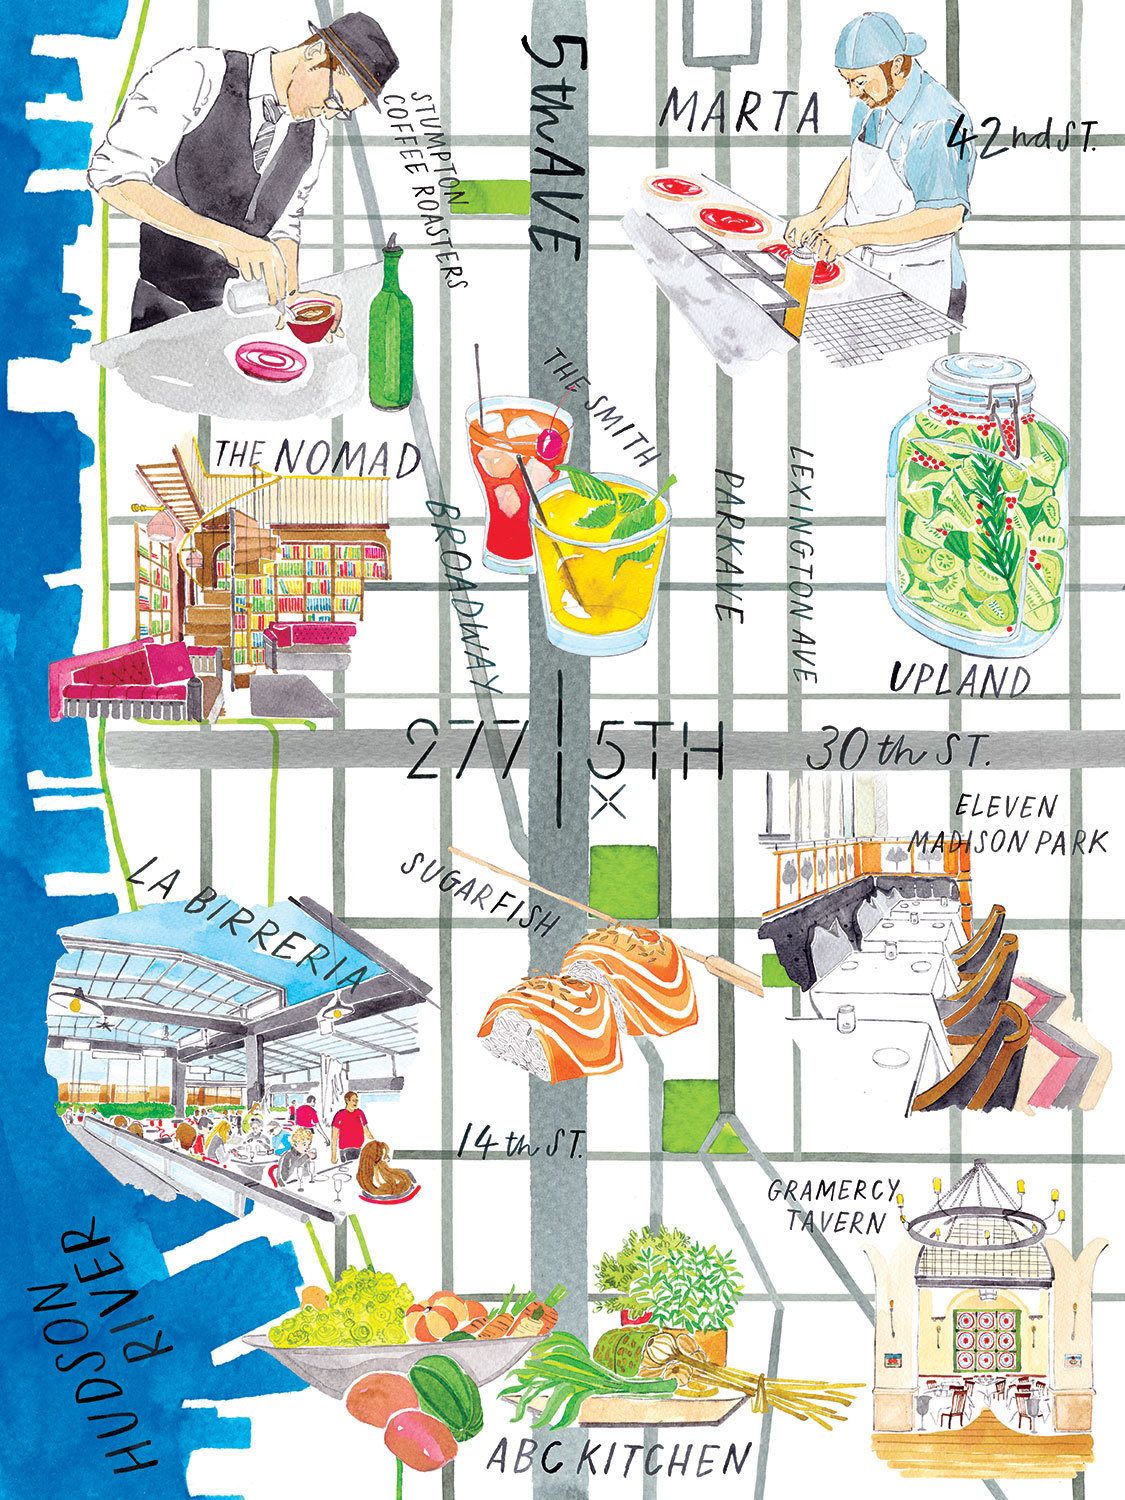 STUMPTON
COFFEE ROASTERS
5th AVE
MARTA
42nd ST.
THE NOMAD
THE SMITH
BROADWAY
PARK AVE
LEXINGTON AVE
UPLAND
277 | 5TH
X
30th ST.
ELEVEN
MADISON PARK
SUGARFISH
LA BIRRERIA
14th ST.
GRAMERCY
TAVERN
HUDSON
RIVER
ABC KITCHEN